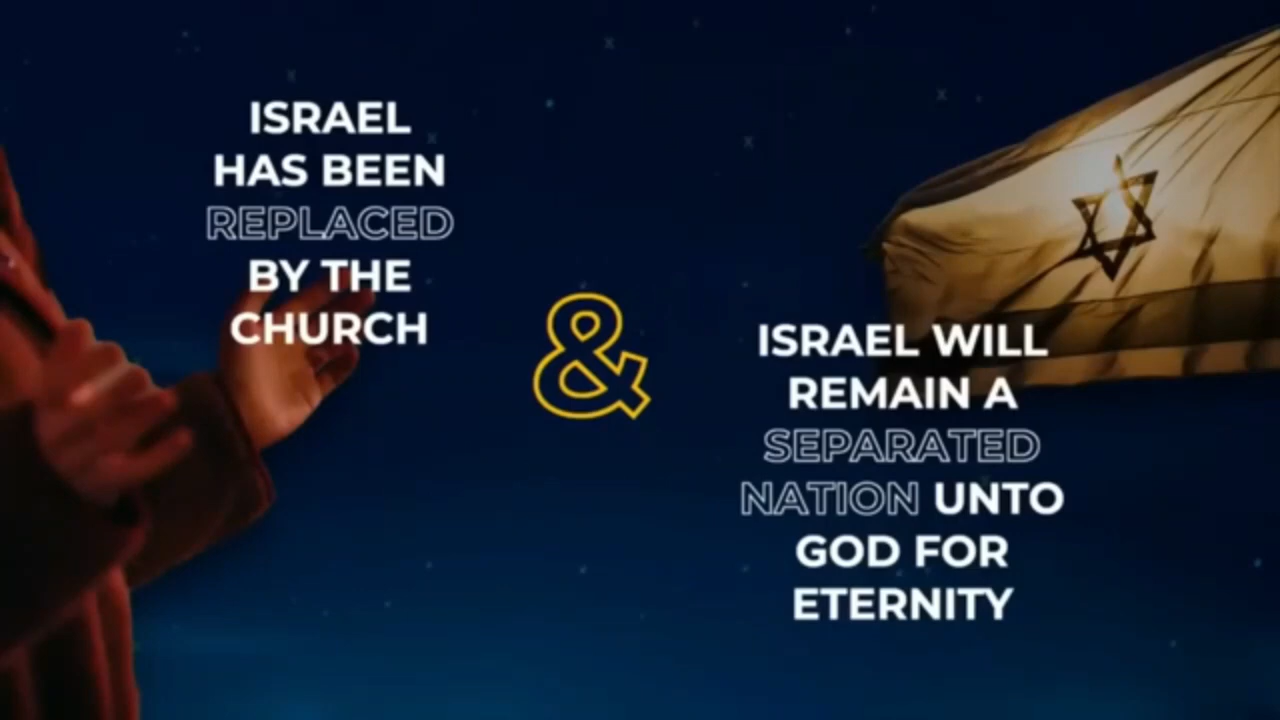 ISRAEL
HAS BEEN
REPLACED
BY THE
CHURCH
&
ISRAEL WILL
REMAIN A
SEPARATED
NATION UNTO
GOD FOR
ETERNITY